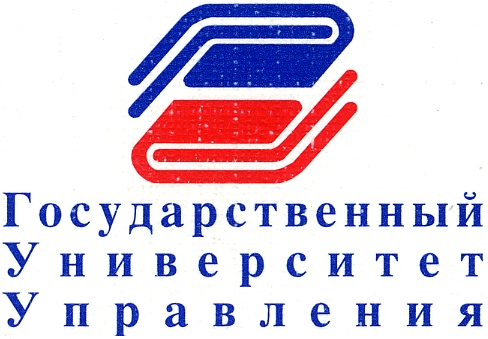 Государственный
Университет
Управления